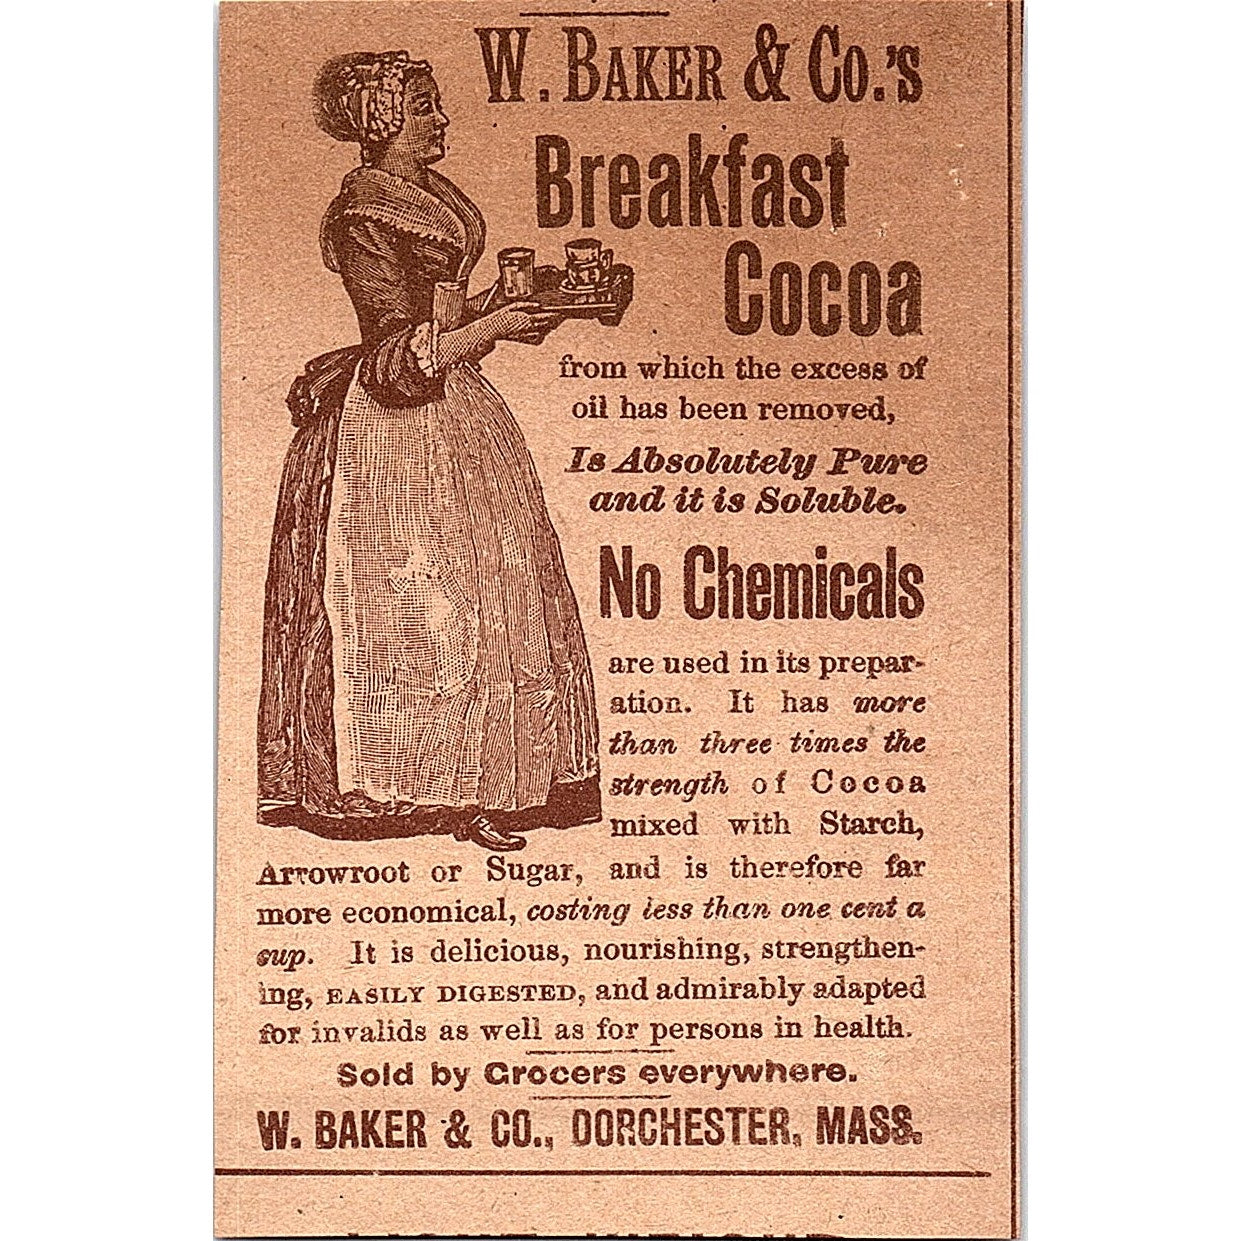 W. BAKER & CO.'S
Breakfast
Cocoa
from which the excess of
oil has been removed,
Is Absolutely Pure
and it is Soluble.
No Chemicals
are used in its prepar-
ation. It has more
than three times the
strength of Cocoa
mixed with Starch,
Arrowroot or Sugar, and is therefore far
more economical, costing less than one cent a
cup. It is delicious, nourishing, strengthen-
ing, EASILY DIGESTED, and admirably adapted
for invalids as well as for persons in health.
Sold by Grocers everywhere.
W. BAKER & CO., DORCHESTER, MASS.